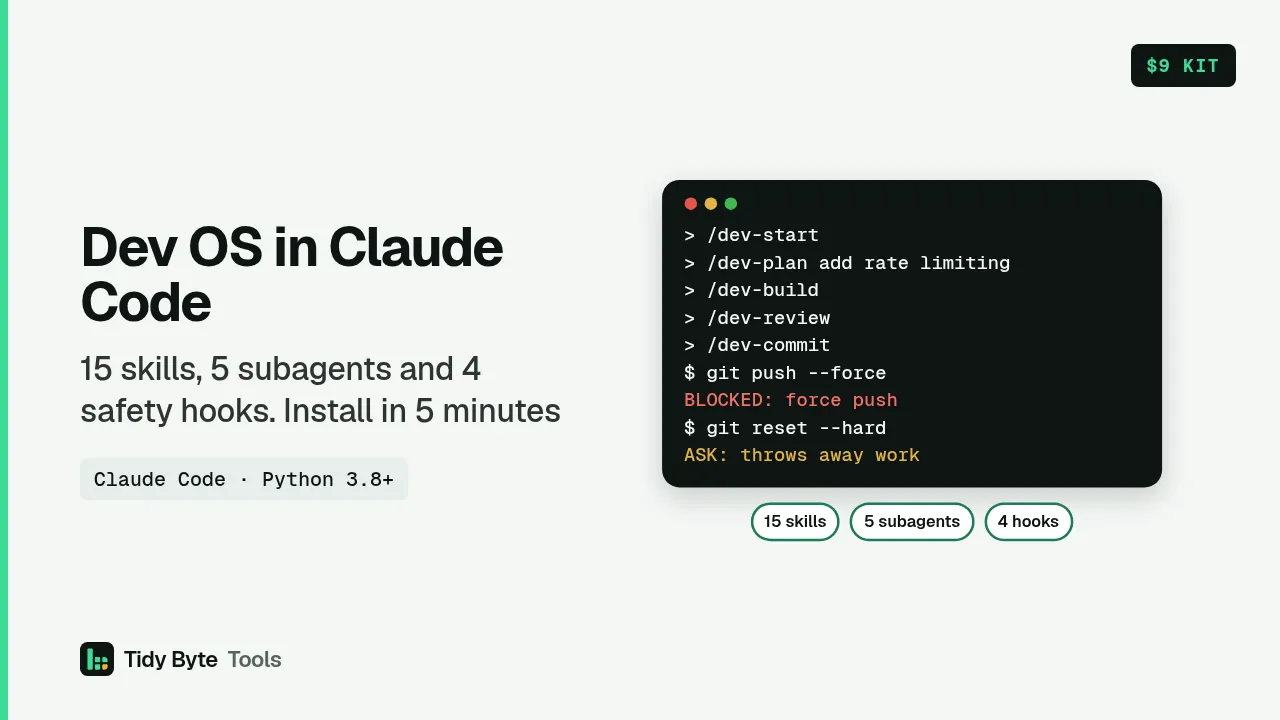 $9 KIT
Dev OS in Claude
Code
15 skills, 5 subagents and 4
safety hooks. Install in 5 minutes
Claude Code · Python 3.8+
> /dev-start
> /dev-plan add rate limiting
> /dev-build
> /dev-review
> /dev-commit
$ git push --force
BLOCKED: force push
$ git reset --hard
ASK: throws away work
15 skills
5 subagents
4 hooks
Tidy Byte Tools